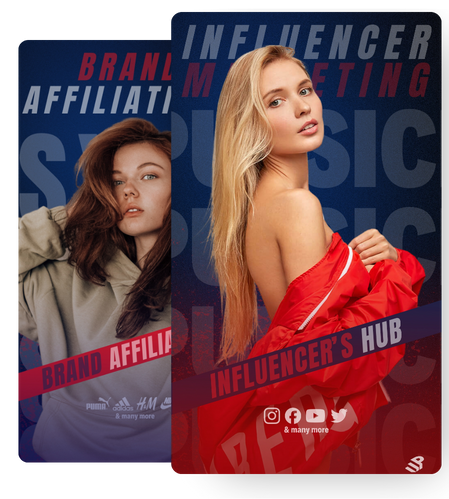 BRAND
AFFILIATI
BRAND AFFILIA
PUMA adidas H&M
& many more
INFLUENCER
MARKETING
INFLUENCER'S HUB
& many more